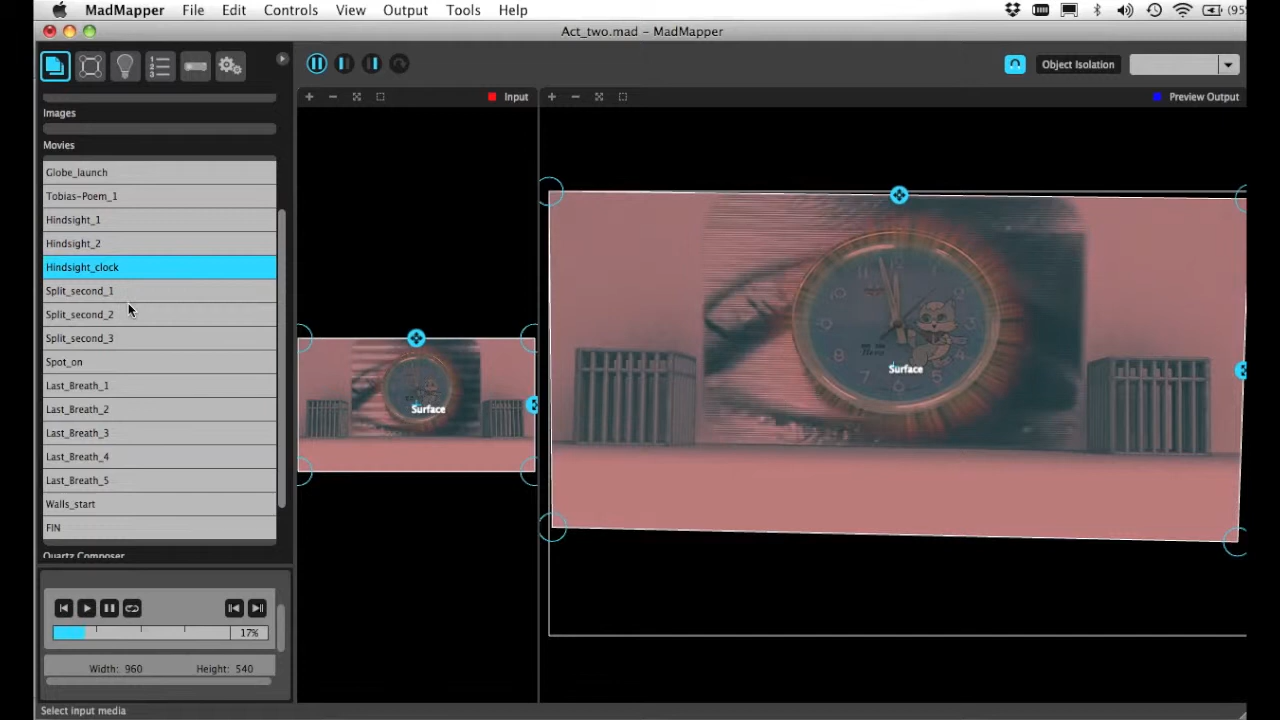 MadMapper File Edit Controls View Output Tools Help
Act_two.mad – MadMapper
Object Isolation
Input
Preview Output
Images
Movies
Globe_launch
Tobias-Poem_1
Hindsight_1
Hindsight_2
Hindsight_clock
Split_second_1
Split_second_2
Split_second_3
Spot_on
Last_Breath_1
Last_Breath_2
Last_Breath_3
Last_Breath_4
Last_Breath_5
Walls_start
FIN
Quartz Composer
Surface
Surface
17%
Width: 960 Height: 540
Select input media